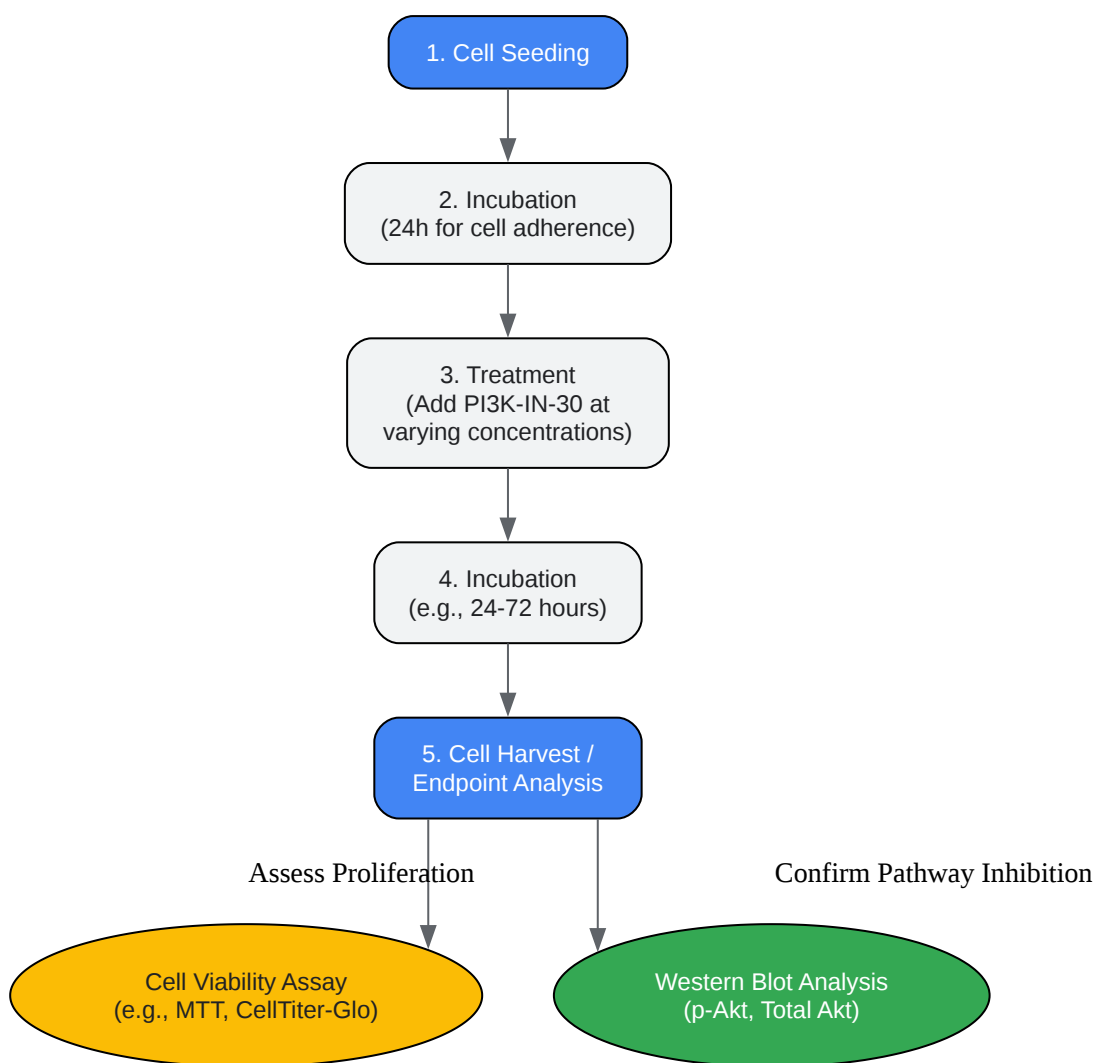 1. Cell Seeding
2. Incubation
(24h for cell adherence)
3. Treatment
(Add PI3K-IN-30 at
varying concentrations)
4. Incubation
(e.g., 24-72 hours)
5. Cell Harvest /
Endpoint Analysis
Assess Proliferation
Confirm Pathway Inhibition
Cell Viability Assay
(e.g., MTT, CellTiter-Glo)
Western Blot Analysis
(p-Akt, Total Akt)